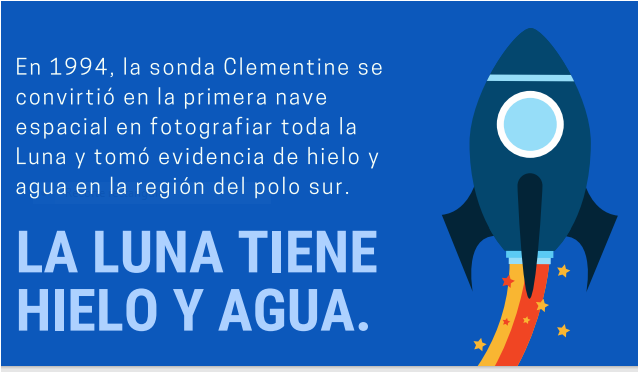 En 1994, la sonda Clementine se
convirtió en la primera nave
espacial en fotografiar toda la
Luna y tomó evidencia de hielo y
agua en la región del polo sur.
LA LUNA TIENE
HIELO Y AGUA.